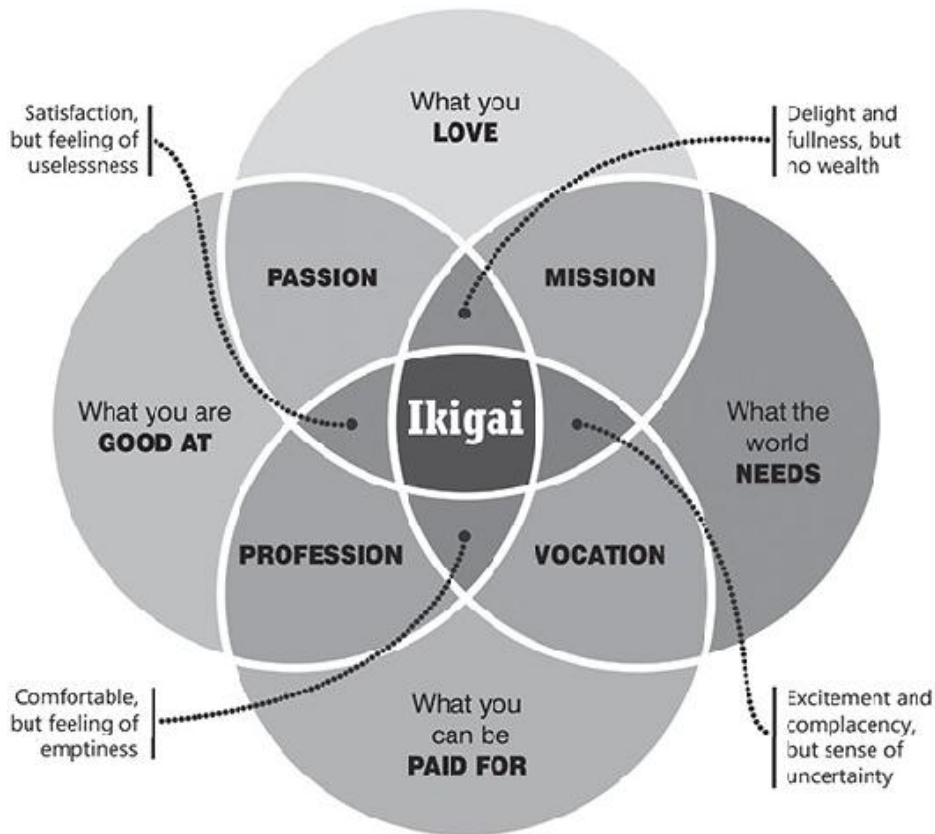 What you
LOVE
Satisfaction,
but feeling of
uselessness
Delight and
fullness, but
no wealth
PASSION
MISSION
What you are
GOOD AT
Ikigai
What the
world
NEEDS
PROFESSION
VOCATION
Comfortable,
but feeling of
emptiness
What you
can be
PAID FOR
Excitement and
complacency,
but sense of
uncertainty